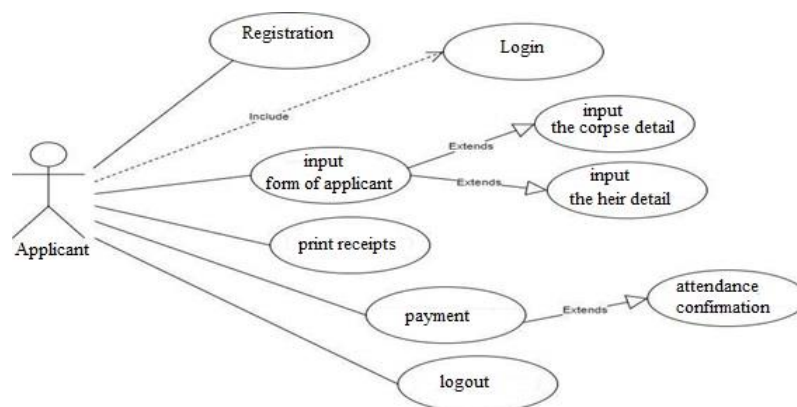 Registration
Login
Include
input
the corpse detail
Extends
input
form of applicant
Extends
input
the heir detail
Applicant
print receipts
attendance
confirmation
Extends
payment
logout